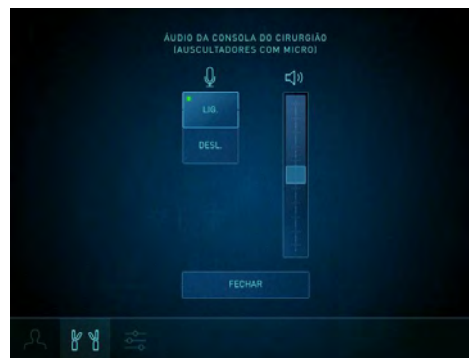 ÁUDIO DA CONSOLA DO CIRURGIÃO
(AUSCULTADORES COM MICRO)
LIG.
DESL.
FECHAR